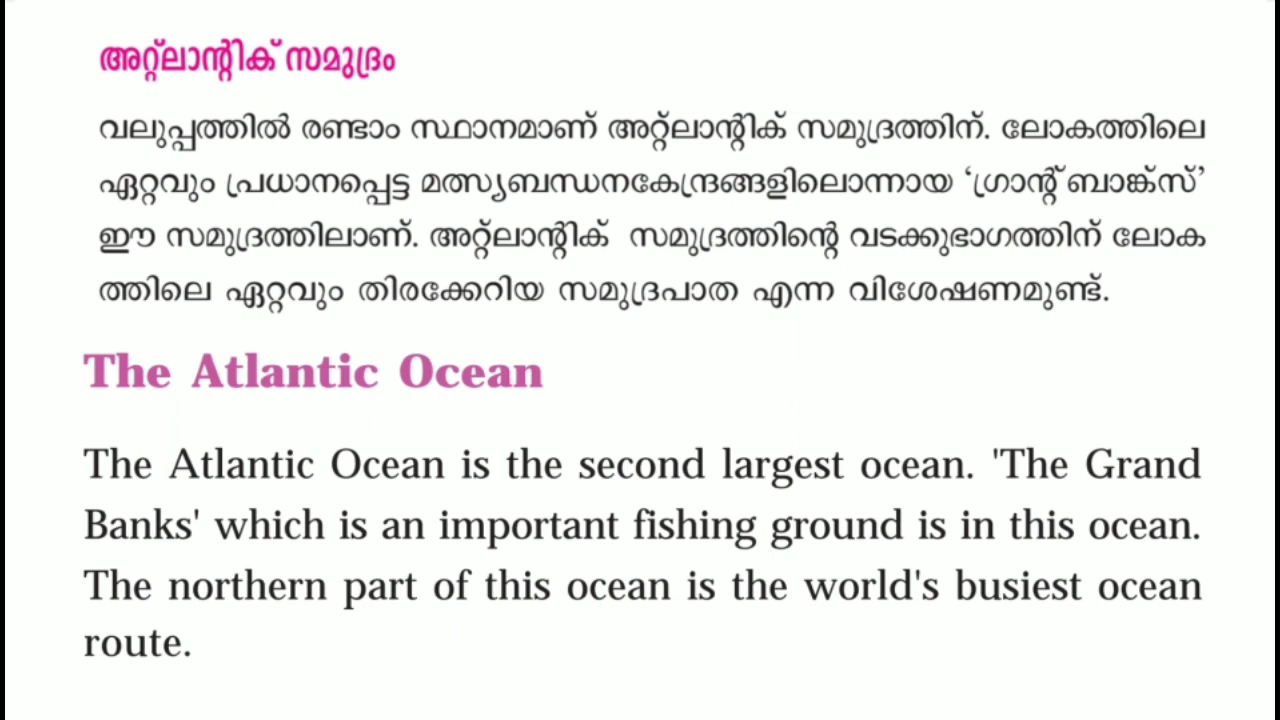 അറ്റ്ലാന്റിക് സമുദ്രം
വലുപ്പത്തിൽ രണ്ടാം സ്ഥാനമാണ് അറ്റ്ലാന്റിക് സമുദ്രത്തിന്. ലോകത്തിലെ
ഏറ്റവും പ്രധാനപ്പെട്ട മത്സ്യബന്ധനകേന്ദ്രങ്ങളിലൊന്നായ ‘ഗ്രാന്റ് ബാങ്ക്സ്’
ഈ സമുദ്രത്തിലാണ്. അറ്റ്ലാന്റിക് സമുദ്രത്തിന്റെ വടക്കുഭാഗത്തിന് ലോക
ത്തിലെ ഏറ്റവും തിരക്കേറിയ സമുദ്രപാത എന്ന വിശേഷണമുണ്ട്.
The Atlantic Ocean
The Atlantic Ocean is the second largest ocean. 'The Grand
Banks' which is an important fishing ground is in this ocean.
The northern part of this ocean is the world's busiest ocean
route.